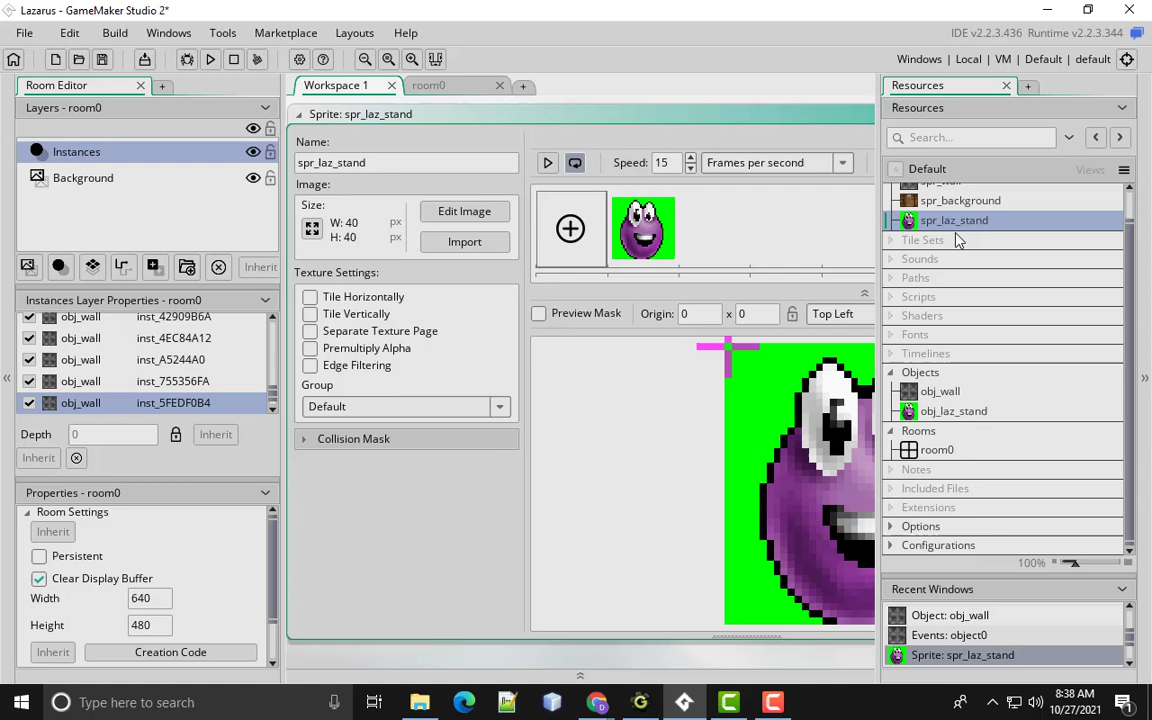 Lazarus - GameMaker Studio 2*
File Edit Build Windows Tools Marketplace Layouts Help
IDE v2.2.3.436 Runtime v2.2.3.344
Windows | Local | VM | Default | default
Room Editor
Layers - room0
Instances
Background
Inherit
Instances Layer Properties - room0
obj_wall inst_42909B6A
obj_wall inst_4EC84A12
obj_wall inst_A5244A0
obj_wall inst_755356FA
obj_wall inst_5FEDF0B4
Depth 0 Inherit
Inherit
Properties - room0
Room Settings
Inherit
Persistent
Clear Display Buffer
Width 640
Height 480
Inherit Creation Code
Workspace 1 room0
Sprite: spr_laz_stand
Name:
spr_laz_stand
Image:
Size:
W: 40 px
H: 40 px
Edit Image
Import
Texture Settings:
Tile Horizontally
Tile Vertically
Separate Texture Page
Premultiply Alpha
Edge Filtering
Group
Default
Collision Mask
Speed: 15 Frames per second
Preview Mask Origin: 0 x 0 Top Left
Resources
Resources
Search...
Default Views
spr_wall
spr_background
spr_laz_stand
Tile Sets
Sounds
Paths
Scripts
Shaders
Fonts
Timelines
Objects
obj_wall
obj_laz_stand
Rooms
room0
Notes
Included Files
Extensions
Options
Configurations
100%
Recent Windows
Object: obj_wall
Events: object0
Sprite: spr_laz_stand
Type here to search
8:38 AM
10/27/2021